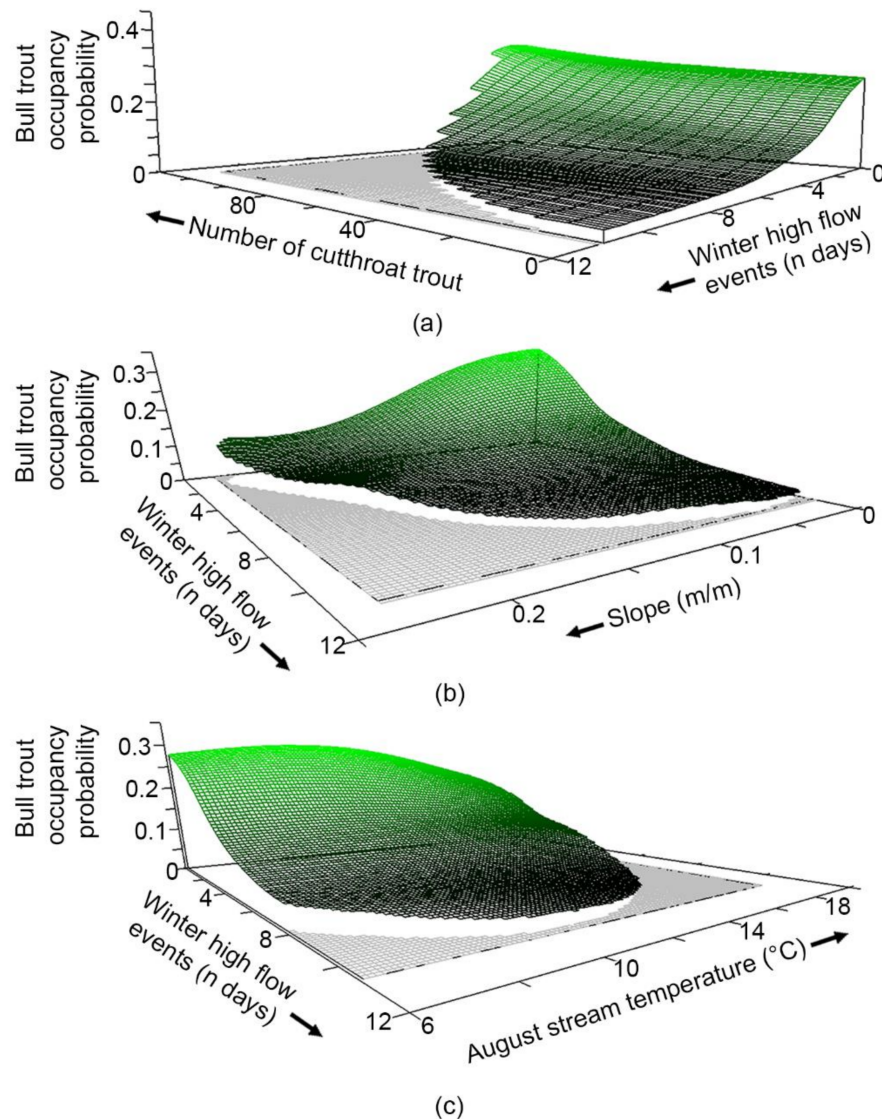 0.4
0.2
0
Bull trout
occupancy
probability
80
40
0
Number of cutthroat trout
12
8
4
0
Winter high flow
events (n days)
(a)
0.3
0.2
0.1
0
Bull trout
occupancy
probability
4
8
12
Winter high flow
events (n days)
0.2
0.1
0
Slope (m/m)
(b)
0.3
0.2
0.1
0
Bull trout
occupancy
probability
4
8
12
Winter high flow
events (n days)
6
10
14
18
August stream temperature (°C)
(c)